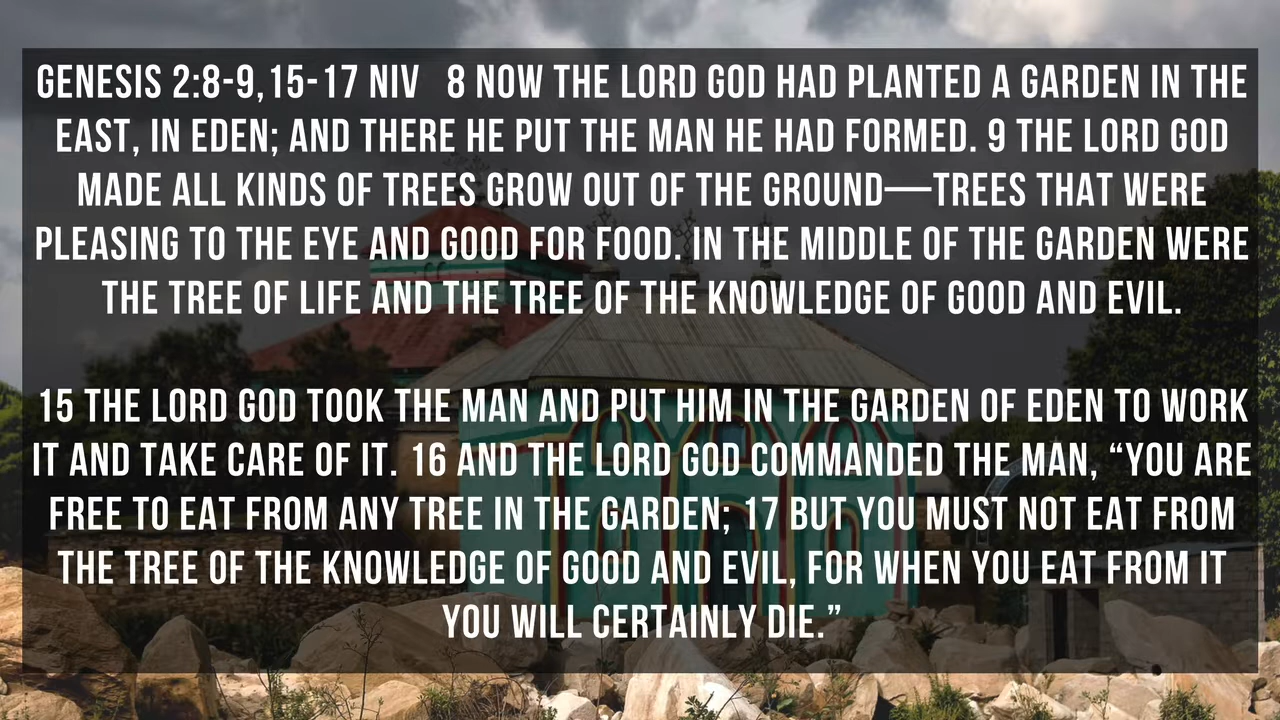 GENESIS 2:8-9,15-17 NIV   8 NOW THE LORD GOD HAD PLANTED A GARDEN IN THE
EAST, IN EDEN; AND THERE HE PUT THE MAN HE HAD FORMED. 9 THE LORD GOD
MADE ALL KINDS OF TREES GROW OUT OF THE GROUND—TREES THAT WERE
PLEASING TO THE EYE AND GOOD FOR FOOD. IN THE MIDDLE OF THE GARDEN WERE
THE TREE OF LIFE AND THE TREE OF THE KNOWLEDGE OF GOOD AND EVIL.
15 THE LORD GOD TOOK THE MAN AND PUT HIM IN THE GARDEN OF EDEN TO WORK
IT AND TAKE CARE OF IT. 16 AND THE LORD GOD COMMANDED THE MAN, “YOU ARE
FREE TO EAT FROM ANY TREE IN THE GARDEN; 17 BUT YOU MUST NOT EAT FROM
THE TREE OF THE KNOWLEDGE OF GOOD AND EVIL, FOR WHEN YOU EAT FROM IT
YOU WILL CERTAINLY DIE.”